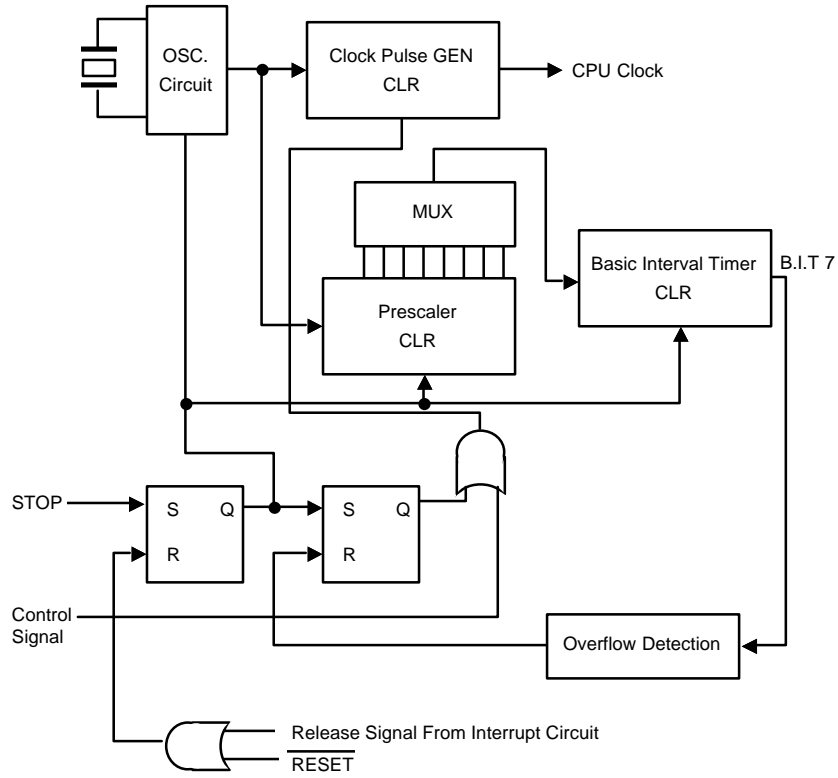 OSC.
Circuit
Clock Pulse GEN
CLR
CPU Clock
MUX
Basic Interval Timer
CLR
B.I.T 7
Prescaler
CLR
STOP
S Q
R
S Q
R
Control
Signal
Overflow Detection
Release Signal From Interrupt Circuit
RESET